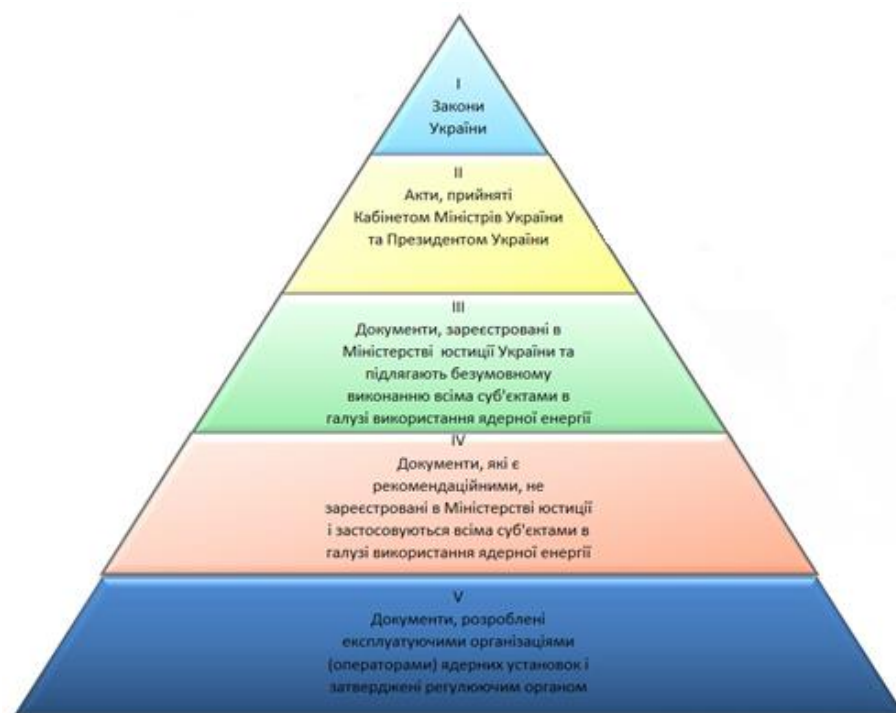 I
Закони
України
II
Акти, прийняті
Кабінетом Міністрів України
та Президентом України
III
Документи, зареєстровані в
Міністерстві юстиції України та
підлягають безумовному
виконанню всіма суб'єктами в
галузі використання ядерної енергії
IV
Документи, які є
рекомендаційними, не
зареєстровані в Міністерстві юстиції
і застосовуються всіма суб'єктами в
галузі використання ядерної енергії
V
Документи, розроблені
експлуатуючими організаціями
(операторами) ядерних установок і
затверджені регулюючим органом